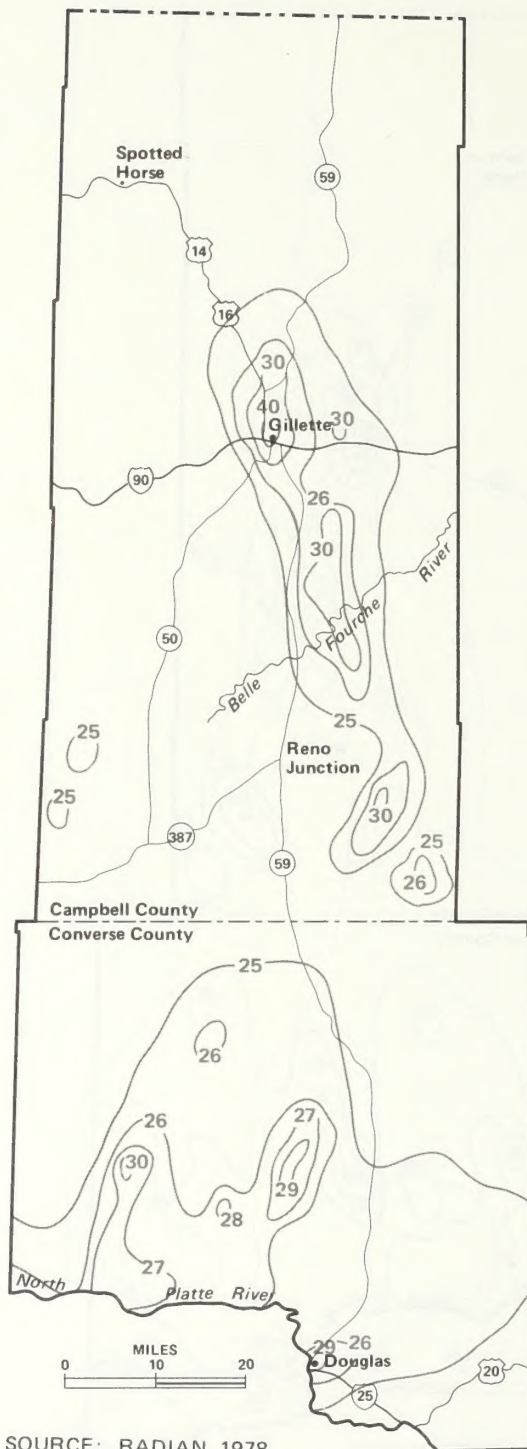 Spotted
Horse
59
14
16
30
40
Gillette
30
90
26
30
Belle Fourche River
50
25
25
Reno
Junction
25
30
25
387
59
26
Campbell County
Converse County
25
26
27
26
30
29
28
27
North Platte River
MILES
0 10 20
29 26
Douglas
20
25
SOURCE: RADIAN, 1978